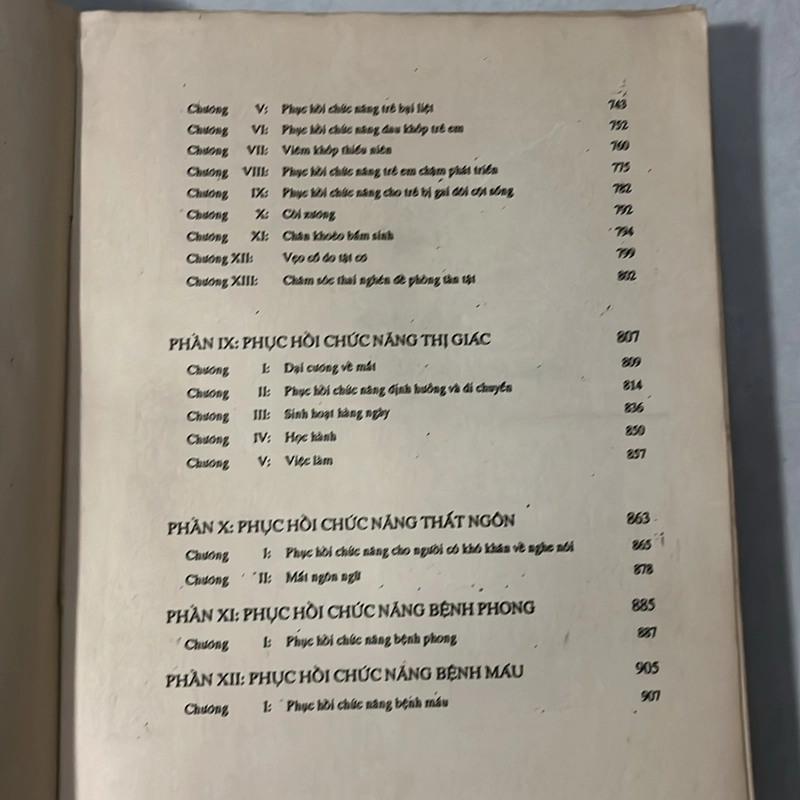 Chương V: Phục hồi chức năng trẻ bại liệt 743
Chương VI: Phục hồi chức năng đau khớp trẻ em 752
Chương VII: Viêm khớp thiếu niên 760
Chương VIII: Phục hồi chức năng trẻ em chậm phát triển 775
Chương IX: Phục hồi chức năng cho trẻ bị gai đôi cột sống 782
Chương X: Còi xương 792
Chương XI: Chân khoèo bẩm sinh 794
Chương XII: Vẹo cổ do tật cơ 799
Chương XIII: Chăm sóc thai nghén đề phòng tàn tật 802
PHẦN IX: PHỤC HỒI CHỨC NĂNG THỊ GIÁC 807
Chương I: Đại cương về mắt 809
Chương II: Phục hồi chức năng định hướng và di chuyển 814
Chương III: Sinh hoạt hàng ngày 836
Chương IV: Học hành 850
Chương V: Việc làm 857
PHẦN X: PHỤC HỒI CHỨC NĂNG THẤT NGÔN 863
Chương I: Phục hồi chức năng cho người có khó khăn về nghe nói 865
Chương II: Mất ngôn ngữ 878
PHẦN XI: PHỤC HỒI CHỨC NĂNG BỆNH PHONG 885
Chương I: Phục hồi chức năng bệnh phong 887
PHẦN XII: PHỤC HỒI CHỨC NĂNG BỆNH MÁU 905
Chương I: Phục hồi chức năng bệnh máu 907